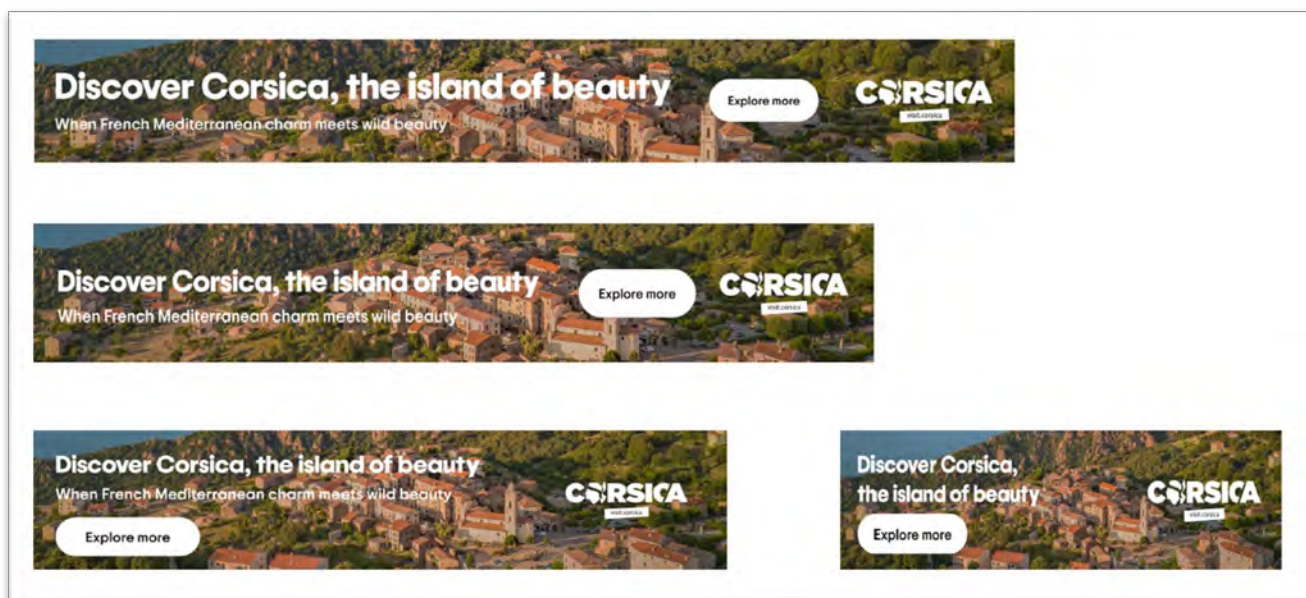 Discover Corsica, the island of beauty
When French Mediterranean charm meets wild beauty
Explore more
CORSICA
visit.corsica
Discover Corsica, the island of beauty
When French Mediterranean charm meets wild beauty
Explore more
CORSICA
visit.corsica
Discover Corsica, the island of beauty
When French Mediterranean charm meets wild beauty
Explore more
CORSICA
visit.corsica
Discover Corsica,
the island of beauty
Explore more
CORSICA
visit.corsica